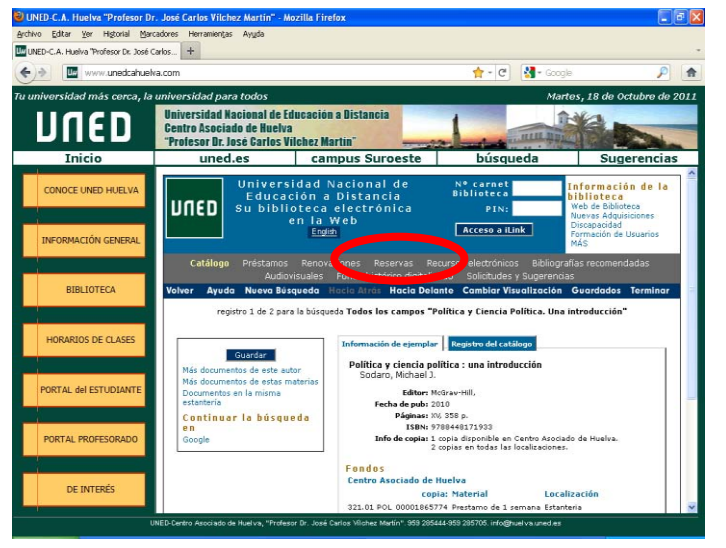 UNED-C.A. Huelva "Profesor Dr. José Carlos Vílchez Martín" - Mozilla Firefox
Archivo Editar Ver Historial Marcadores Herramientas Ayuda
UNED-C.A. Huelva "Profesor Dr. José Carlos... +
www.unedcahuelva.com
Google
Tu universidad más cerca, la universidad para todos
Martes, 18 de Octubre de 2011
UNED
Universidad Nacional de Educación a Distancia
Centro Asociado de Huelva
"Profesor Dr. José Carlos Vílchez Martín"
Inicio uned.es campus Suroeste búsqueda Sugerencias
CONOCE UNED HUELVA
INFORMACIÓN GENERAL
BIBLIOTECA
HORARIOS DE CLASES
PORTAL del ESTUDIANTE
PORTAL PROFESORADO
DE INTERÉS
UNED
Universidad Nacional de
Educación a Distancia
Su biblioteca electrónica
en la Web
English
Nº carnet
Biblioteca
PIN:
Acceso a iLink
Información de la
biblioteca
Web de Biblioteca
Nuevas Adquisiciones
Discapacidad
Formación de Usuarios
MÁS
Catálogo Préstamos Renovaciones Reservas Recursos electrónicos Bibliografías recomendadas
Audiovisuales Fondo histórico digitalizado Solicitudes y Sugerencias
Volver Ayuda Nueva Búsqueda Hacia Atrás Hacia Delante Cambiar Visualización Guardados Terminar
registro 1 de 2 para la búsqueda Todos los campos "Política y Ciencia Política. Una introducción"
Guardar
Más documentos de este autor
Más documentos de estas materias
Documentos en la misma
estantería
Continuar la búsqueda
en
Google
Información de ejemplar Registro del catálogo
Política y ciencia política : una introducción
Sodaro, Michael J.
Editor: McGraw-Hill,
Fecha de pub: 2010
Páginas: XV, 358 p.
ISBN: 9788448171933
Info de copia: 1 copia disponible en Centro Asociado de Huelva.
2 copias en todas las localizaciones.
Fondos
Centro Asociado de Huelva
copia: Material Localización
321.01 POL 00001865774 Prestamo de 1 semana Estanteria
UNED-Centro Asociado de Huelva, "Profesor Dr. José Carlos Vílchez Martín". 959 285444-959 285705. info@huelva.uned.es